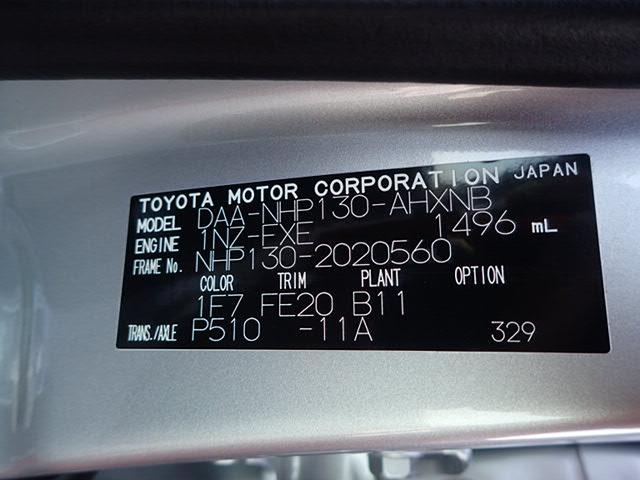 TOYOTA MOTOR CORPORATION JAPAN
MODEL DAA-NHP130-AHXNB
ENGINE 1NZ-EXE 1496 mL
FRAME No. NHP130-2020560
COLOR TRIM PLANT OPTION
1F7 FE20 B11
TRANS./AXLE P510 -11A 329